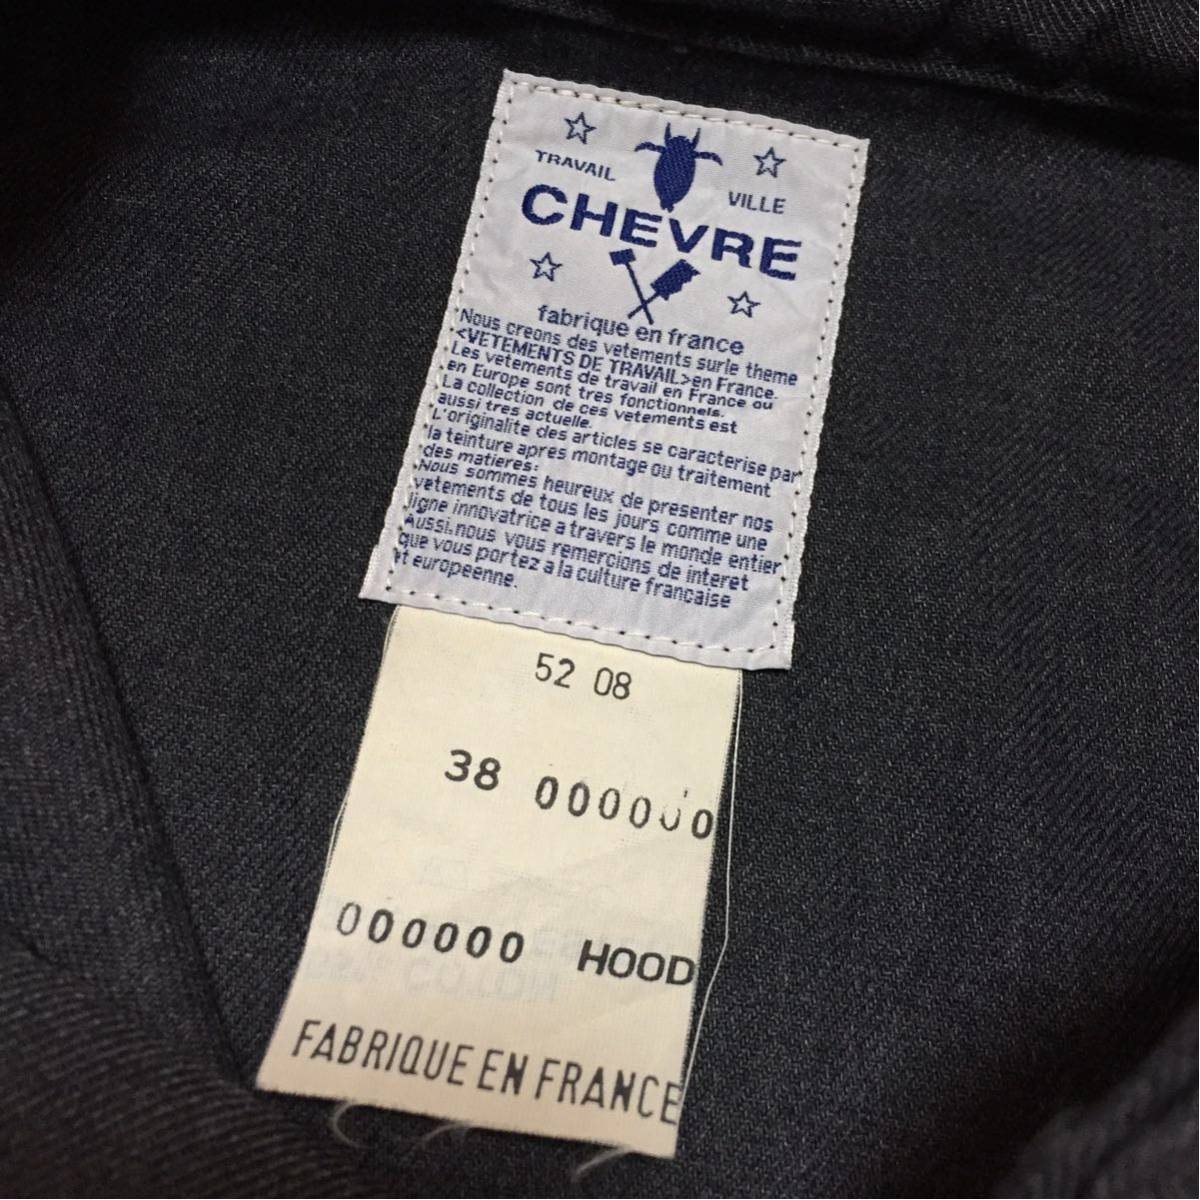 TRAVAIL VILLE
CHEVRE
fabrique en france
Nous creons des vetements surle theme
<VETEMENTS DE TRAVAIL>en France.
Les vetements de travail en France ou
en Europe sont tres fonctionnels.
La collection de ces vetements est
aussi tres actuelle.
L'originalite des articles se caracterise par
la teinture apres montage ou traitement
des matieres:
Nous sommes heureux de presenter nos
vetements de tous les jours comme une
ligne innovatrice a travers le monde entier
Aussi,nous vous remercions de interet
que vous portez a la culture francaise
et europeenne.
52 08
38 000000
000000 HOOD
FABRIQUE EN FRANCE